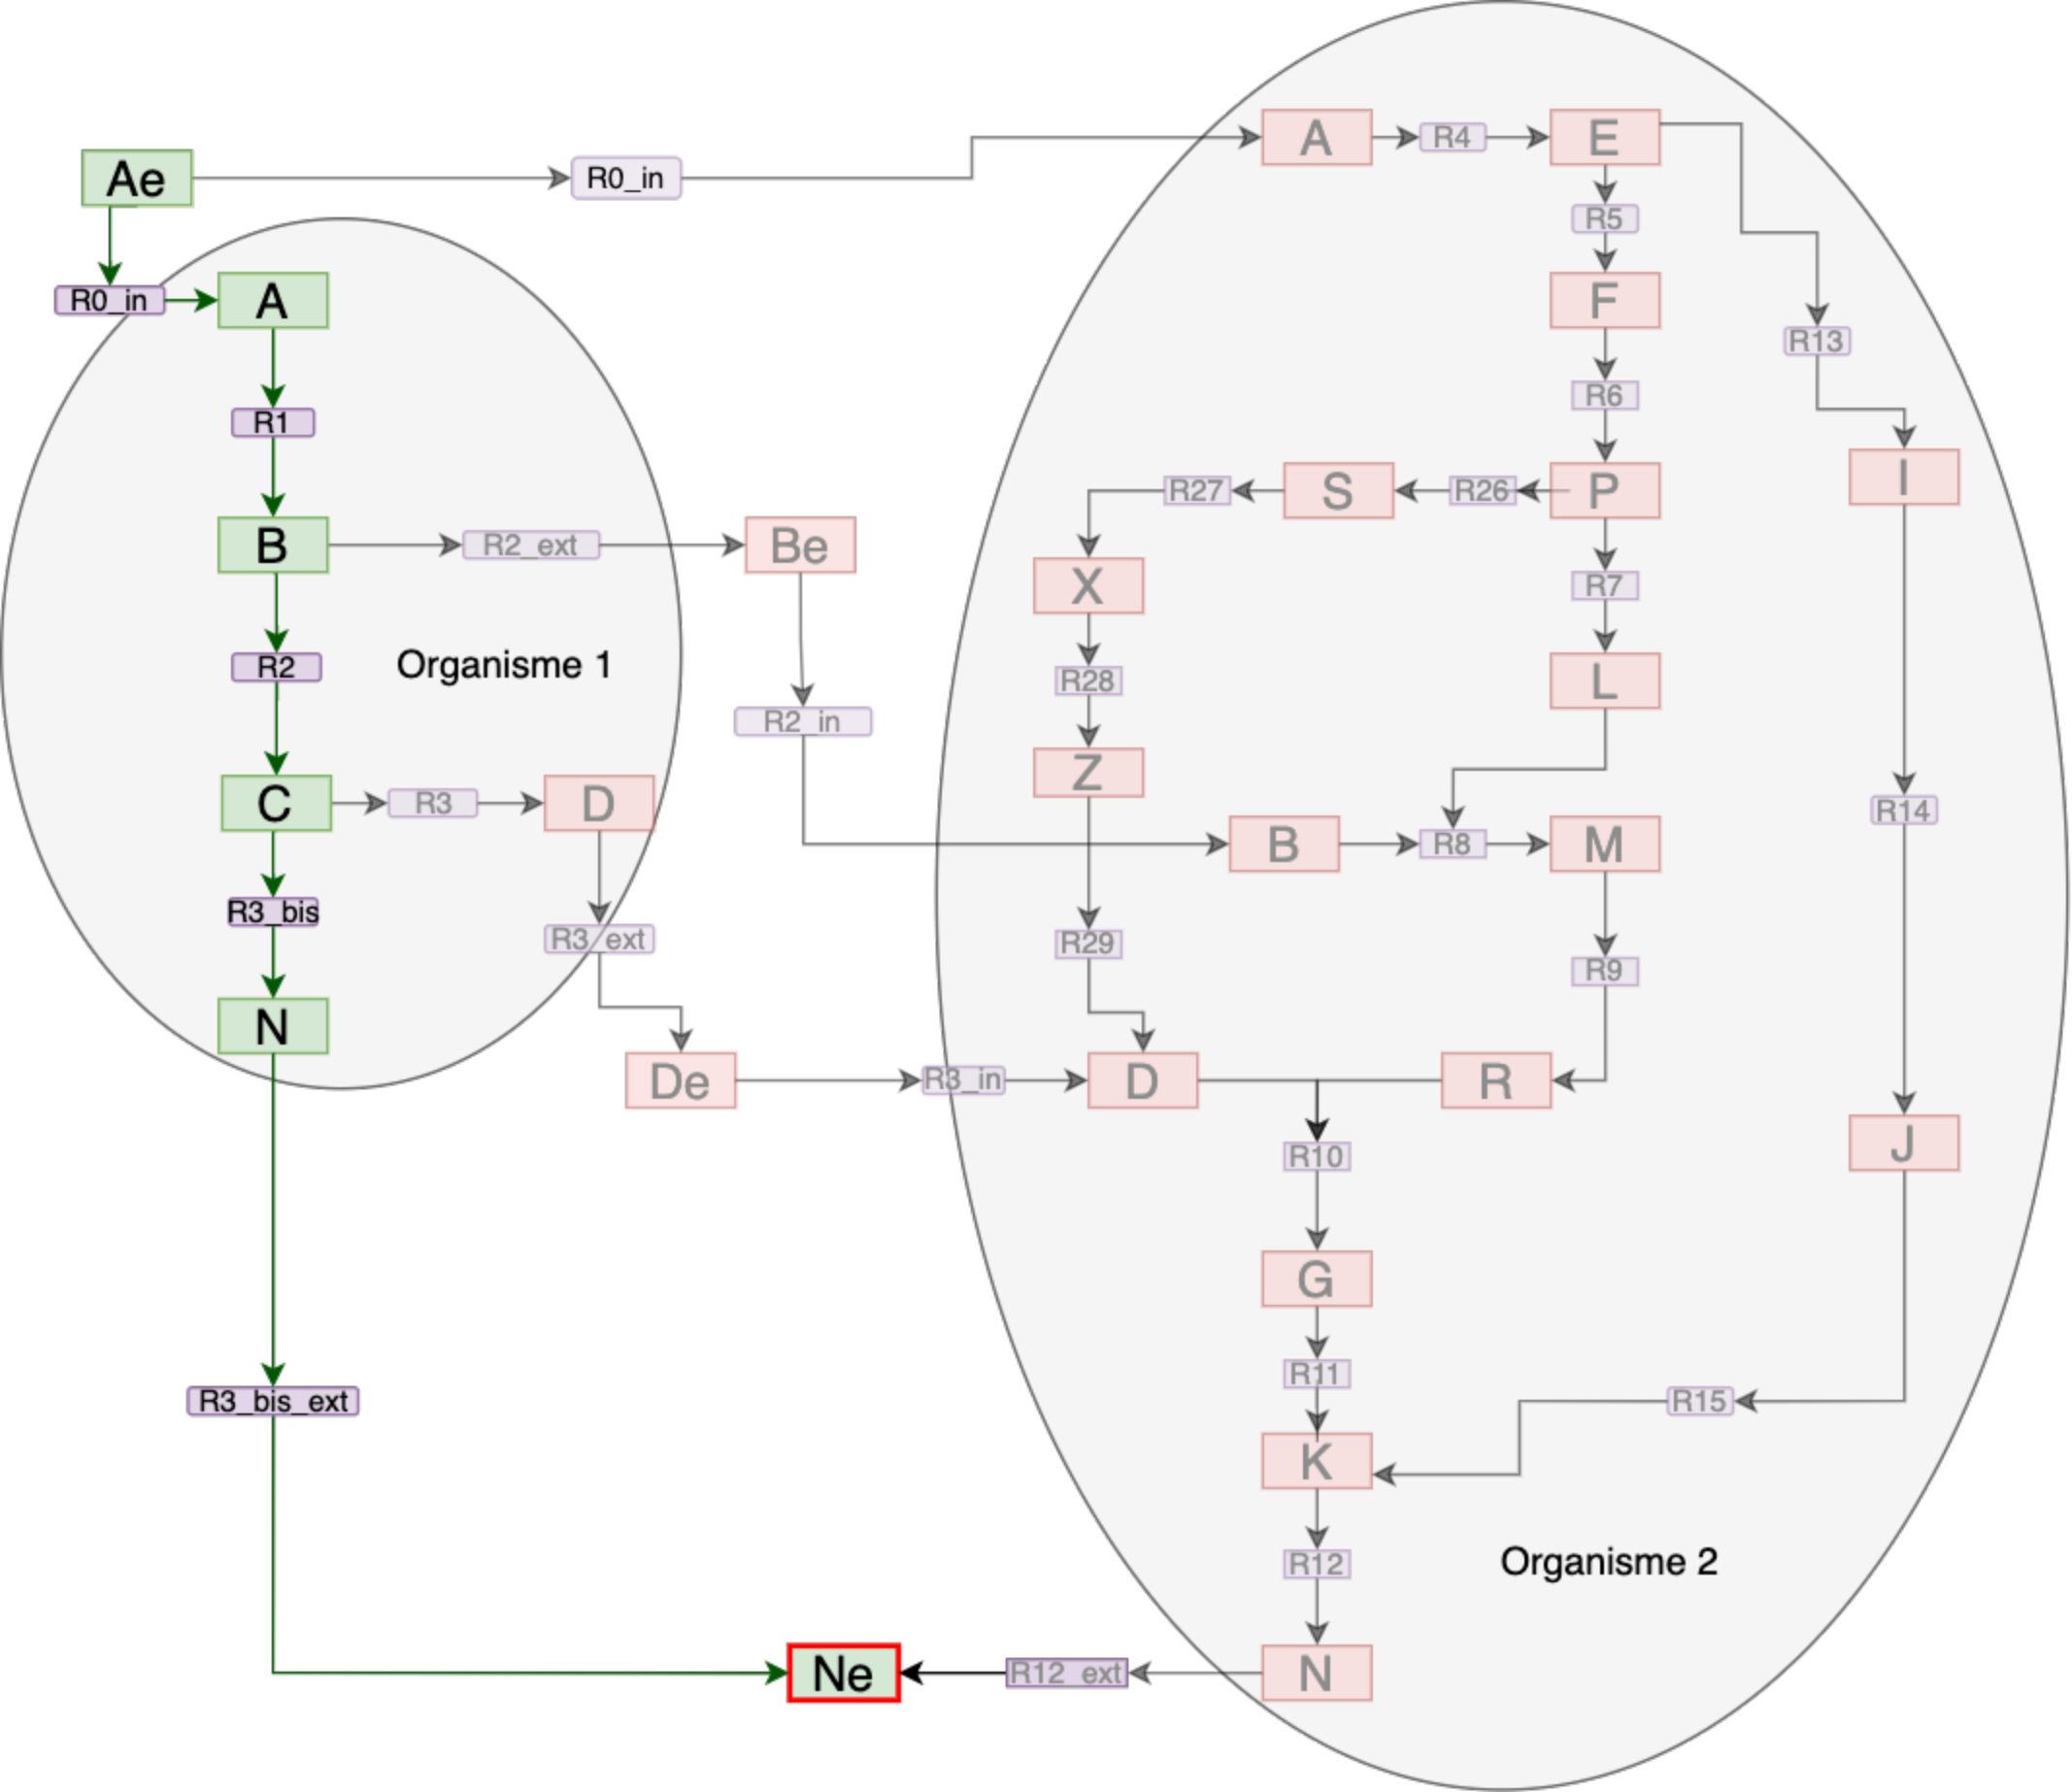 A
R4
E
Ae
R0_in
R5
R0_in
A
F
R13
R6
R1
R27
S
R26
P
I
B
R2_ext
Be
X
R7
R2
Organisme 1
R28
L
R2_in
Z
C
R3
D
R14
B
R8
M
R3_bis
R3_ext
R29
R9
N
De
R3_in
D
R
R10
J
G
R11
R3_bis_ext
R15
K
R12
Organisme 2
Ne
R12_ext
N